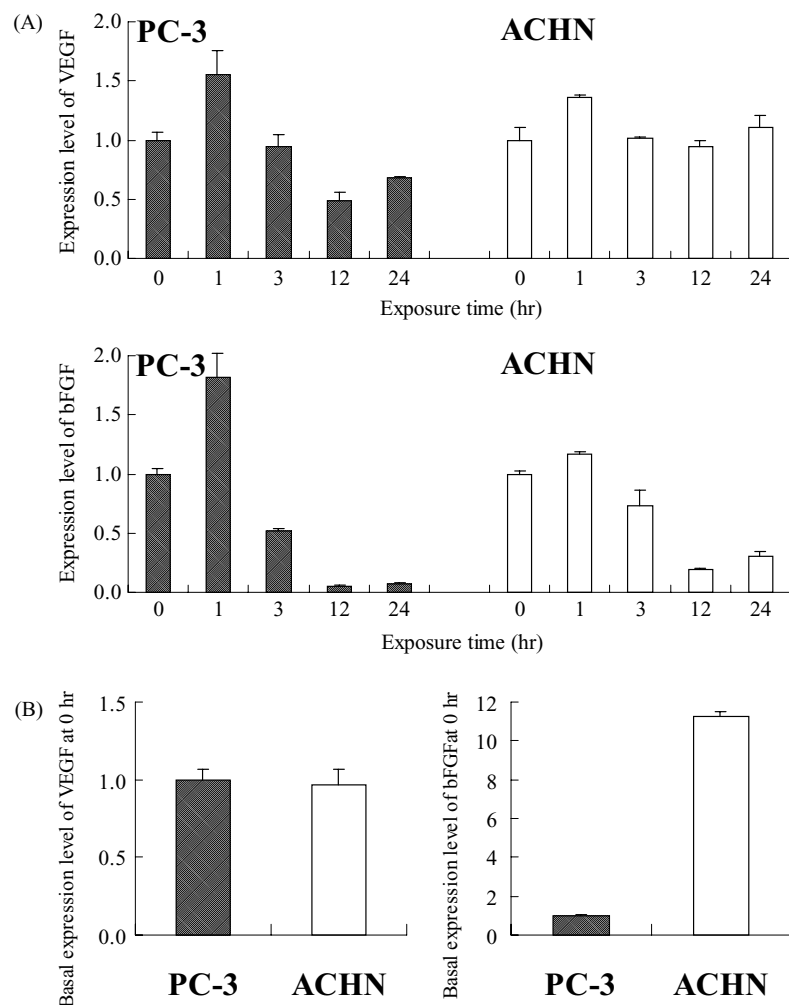 (A)
PC-3
ACHN
Expression level of VEGF
2.0
1.5
1.0
0.5
0.0
0 1 3 12 24 0 1 3 12 24
Exposure time (hr)
PC-3
ACHN
Expression level of bFGF
2.0
1.5
1.0
0.5
0.0
0 1 3 12 24 0 1 3 12 24
Exposure time (hr)
(B)
Basal expression level of VEGF at 0 hr
1.5
1.0
0.5
0.0
PC-3 ACHN
Basal expression level of bFGFat 0 hr
12
10
8
6
4
2
0
PC-3 ACHN